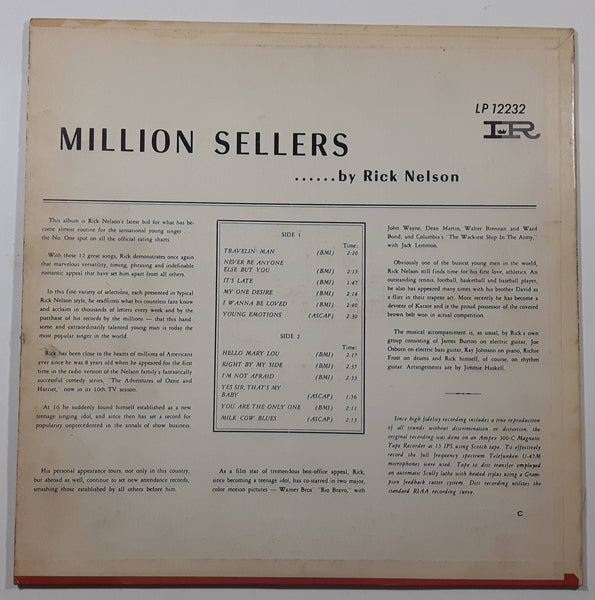 LP 12232
IR
MILLION SELLERS
......by Rick Nelson
This album is Rick Nelson's latest bid for what has be-
come almost routine for the sensational young singer . . .
the No. One spot on all the official rating charts.
With these 12 great songs, Rick demonstrates once again
that marvelous versatility, timing, phrasing and indefinable
romantic appeal that have set him apart from all others.
In this fine variety of selections, each presented in typical
Rick Nelson style, he reaffirms what his countless fans know
and acclaim in thousands of letters every week and by the
purchase of his records by the millions — that this hand-
some and extraordinarily talented young man is today the
most popular singer in the world.
Rick has been close to the hearts of millions of Americans
ever since he was 8 years old when he appeared for the first
time in the radio version of the Nelson family's fantastically
successful comedy series, "The Adventures of Ozzie and
Harriet," now in its 10th TV season.
At 16 he suddenly found himself established as a new
teenage singing idol, and since then has set a record for
popularity unprecedented in the annals of show business.
His personal appearance tours, not only in this country,
but abroad as well, continue to set new attendance records,
smashing those established by all others before him.
SIDE 1
Time:
TRAVELIN' MAN (BMI) 2:20
NEVER BE ANYONE
ELSE BUT YOU (BMI) 2:13
IT'S LATE (BMI) 1:47
MY ONE DESIRE (BMI) 2:14
I WANNA BE LOVED (BMI) 2:40
YOUNG EMOTIONS (ASCAP) 2:30
SIDE 2
Time:
HELLO MARY LOU (BMI) 2:17
RIGHT BY MY SIDE (BMI) 2:35
I'M NOT AFRAID (BMI) 2:33
YES SIR, THAT'S MY
BABY (ASCAP) 1:56
YOU ARE THE ONLY ONE (BMI) 2:11
MILK COW BLUES (ASCAP) 2:13
As a film star of tremendous box-office appeal, Rick,
since becoming a teenage idol, has co-starred in two major,
color motion pictures — Warner Bros' "Rio Bravo," with
John Wayne, Dean Martin, Walter Brennan and Ward
Bond, and Columbia's "The Wackiest Ship In The Army,"
with Jack Lemmon.
Obviously one of the busiest young men in the world,
Rick Nelson still finds time for his first love, athletics. An
outstanding tennis, football, basketball and baseball player,
he also has appeared many times with his brother David as
a flier in their trapeze act. More recently he has become a
devotee of Karate and is the proud possessor of the coveted
brown belt won in actual competition.
The musical accompaniment is, as usual, by Rick's own
group consisting of James Burton on electric guitar, Joe
Osborn on electric bass guitar, Ray Johnson on piano, Richie
Frost on drums and Rick himself, of course, on rhythm
guitar. Arrangements are by Jimmie Haskell.
Since high fidelity recording includes a true reproduction
of all sounds without discrimination or distortion, the
original recording was done on an Ampex 300-C Magnetic
Tape Recorder at 15 IPS using Scotch tape. To effectively
record the full frequency spectrum Telefunken U-47M
microphones were used. Tape to disc transfer employed
an automatic Scully lathe with heated stylus using a Gram-
pson feedback cutter system. Disc recording utilizes the
standard RIAA recording curve.
C